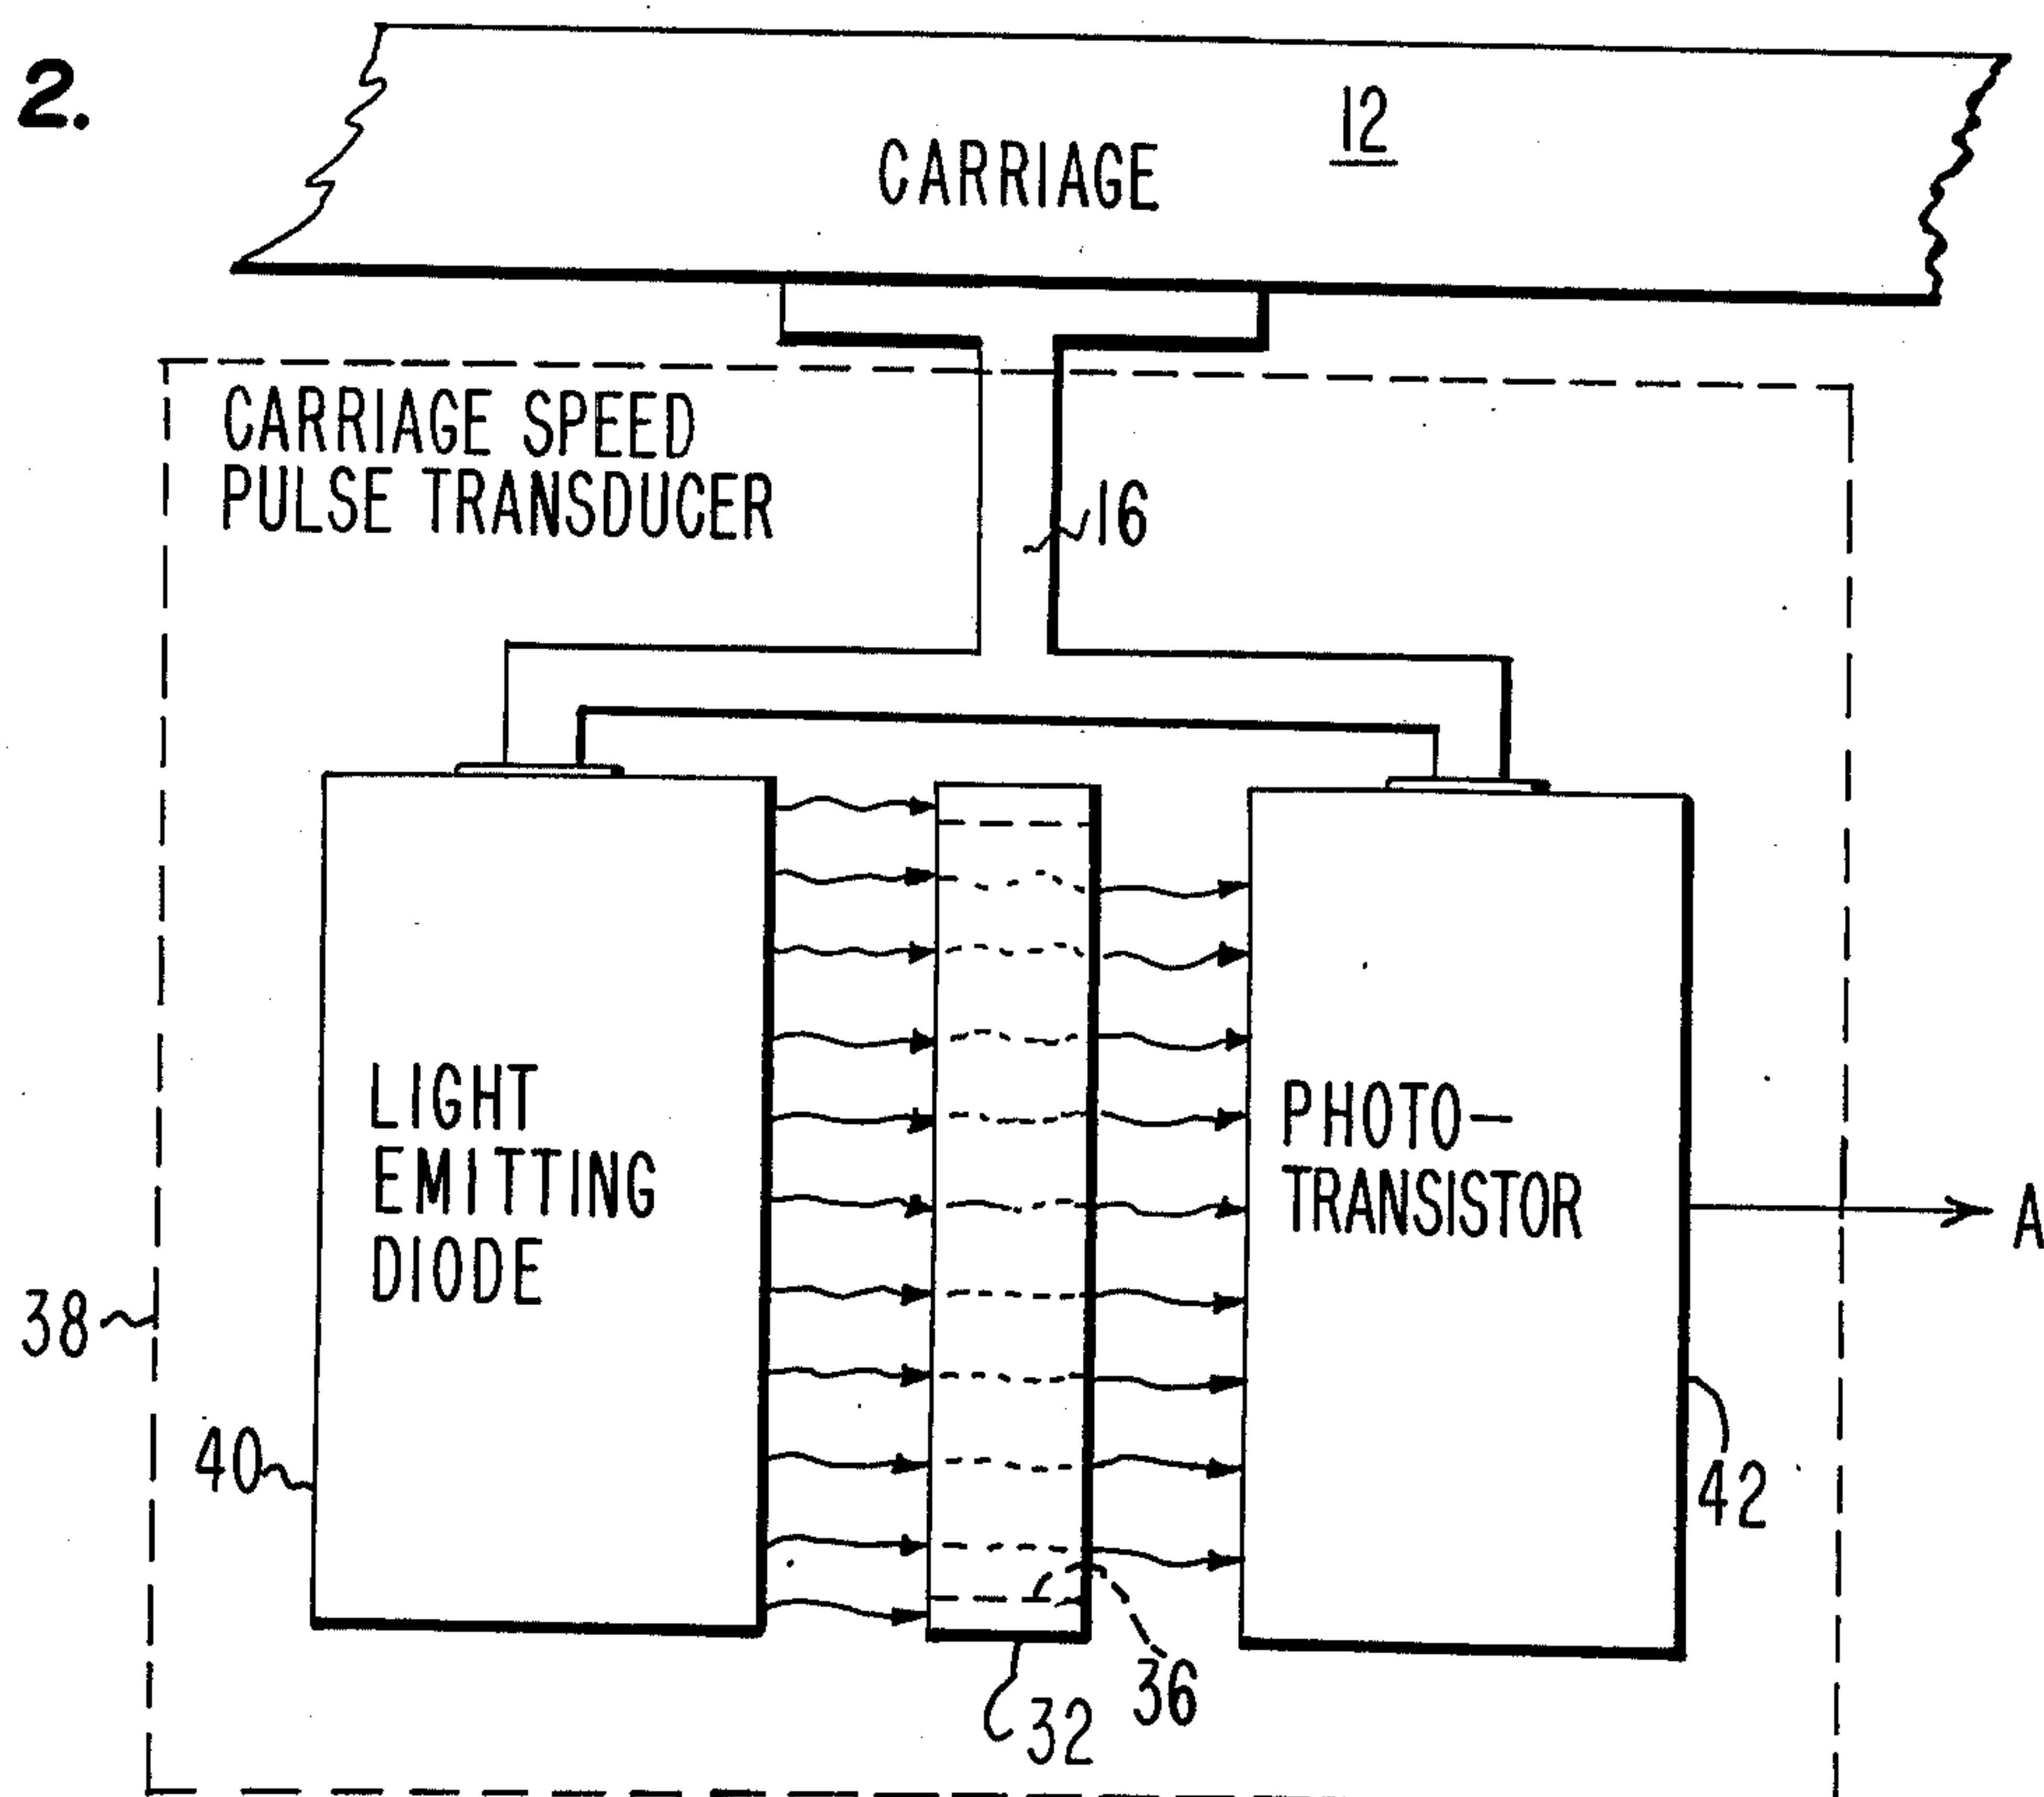 2.
12
CARRIAGE
CARRIAGE SPEED
PULSE TRANSDUCER
16
LIGHT
EMITTING
DIODE
PHOTO-
TRANSISTOR
A
38
40
42
36
32